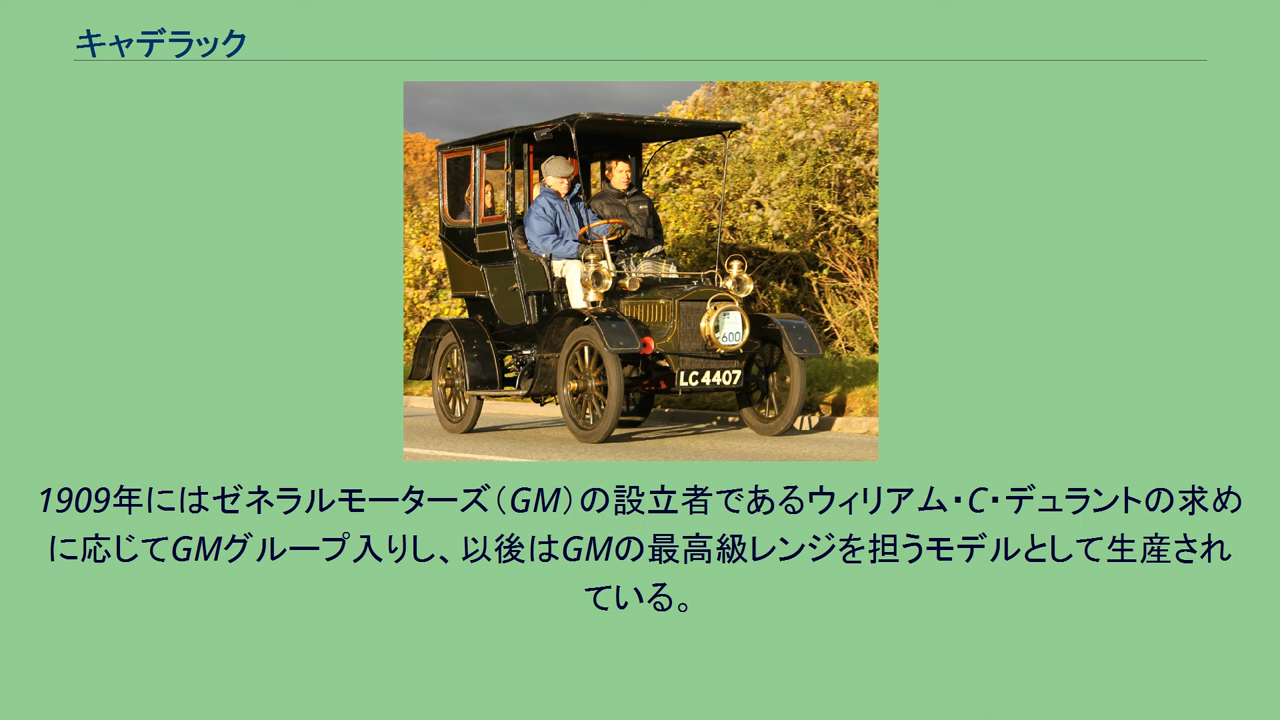 キャデラック
600
LC 4407
1909年にはゼネラルモーターズ（GM）の設立者であるウィリアム・C・デュラントの求め
に応じてGMグループ入りし、以後はGMの最高級レンジを担うモデルとして生産され
ている。